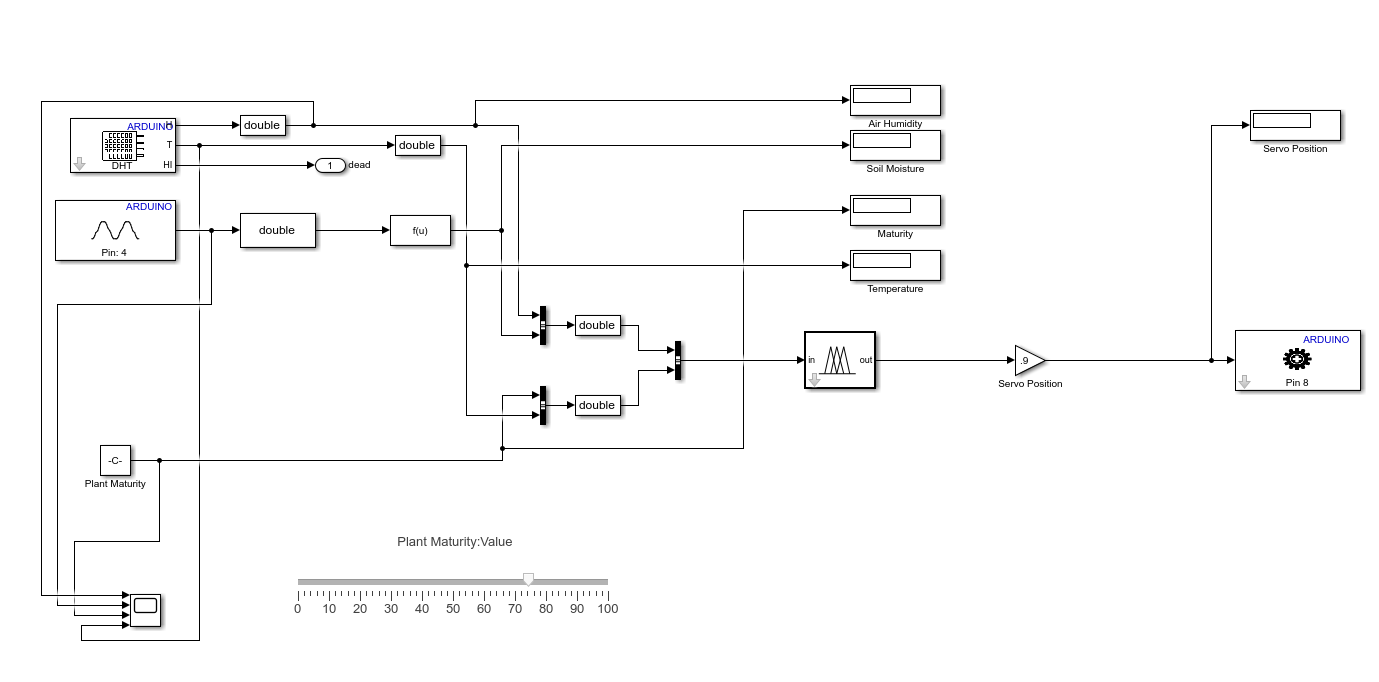 Air Humidity
ARDUINO
H
double
T
double
Servo Position
DHT
HI
1
dead
Soil Moisture
ARDUINO
double
f(u)
Maturity
Pin: 4
Temperature
double
ARDUINO
in
out
.9
Servo Position
Pin 8
double
-C-
Plant Maturity
Plant Maturity:Value
0 10 20 30 40 50 60 70 80 90 100